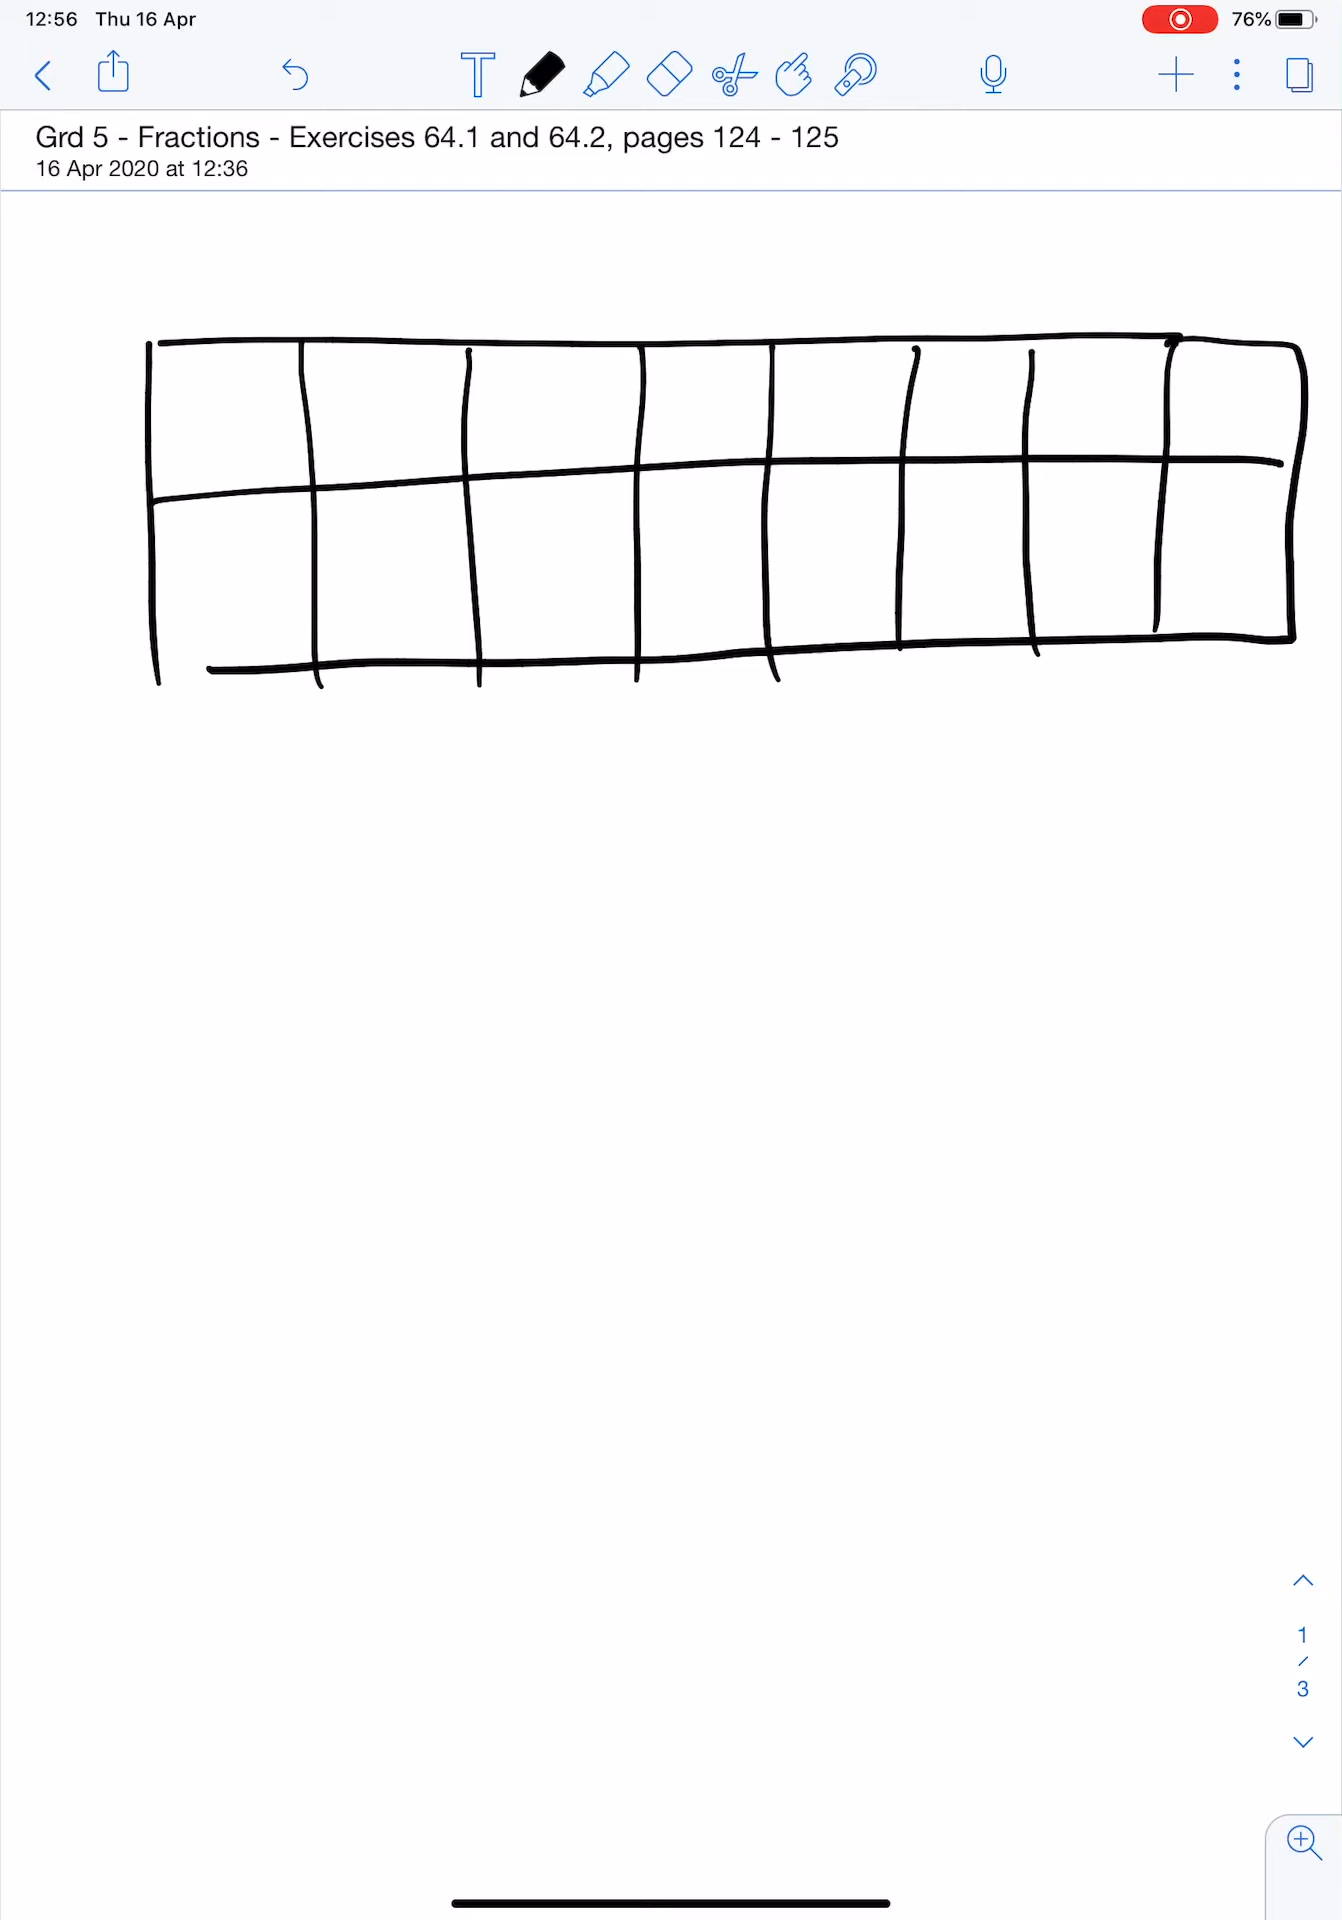 12:56 Thu 16 Apr
76%
T
Grd 5 - Fractions - Exercises 64.1 and 64.2, pages 124 - 125
16 Apr 2020 at 12:36
1
/
3